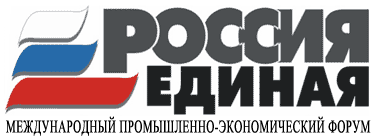 РОССИЯ
ЕДИНАЯ
МЕЖДУНАРОДНЫЙ ПРОМЫШЛЕННО-ЭКОНОМИЧЕСКИЙ ФОРУМ